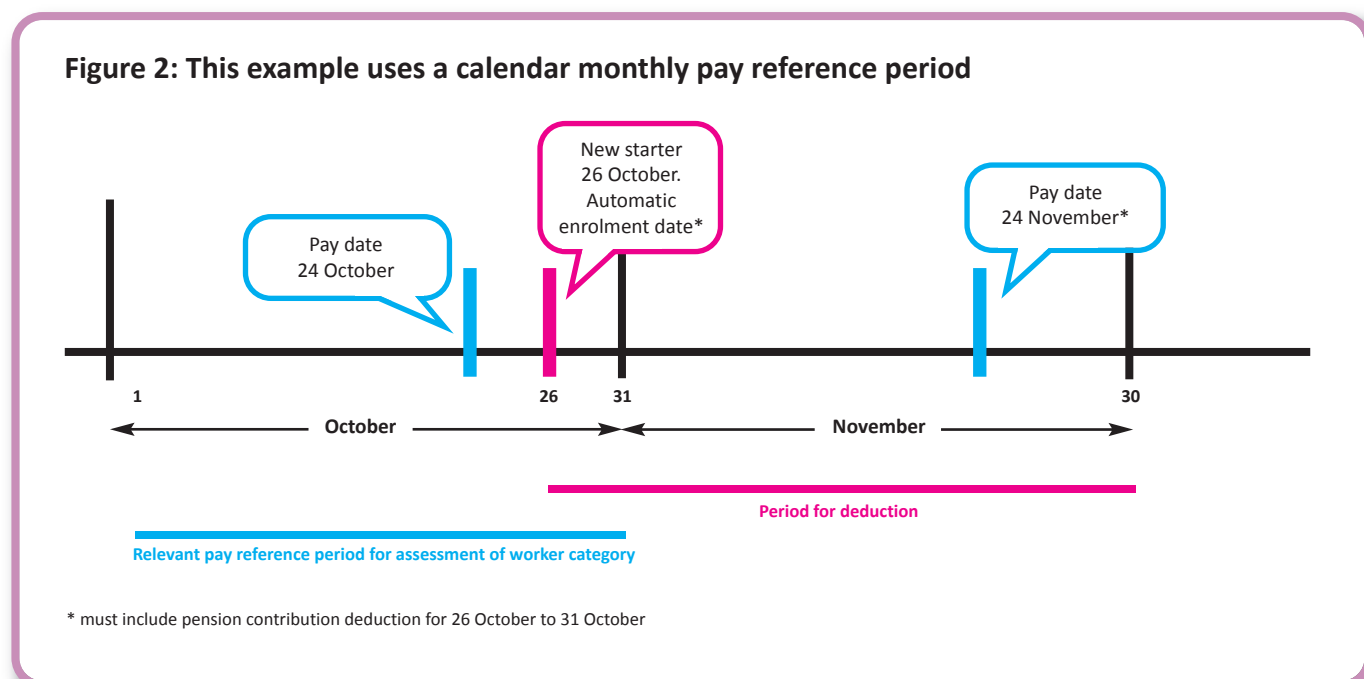 Figure 2: This example uses a calendar monthly pay reference period
New starter
26 October.
Automatic
enrolment date*
Pay date
24 October
Pay date
24 November*
1
26
31
30
October
November
Period for deduction
Relevant pay reference period for assessment of worker category
* must include pension contribution deduction for 26 October to 31 October